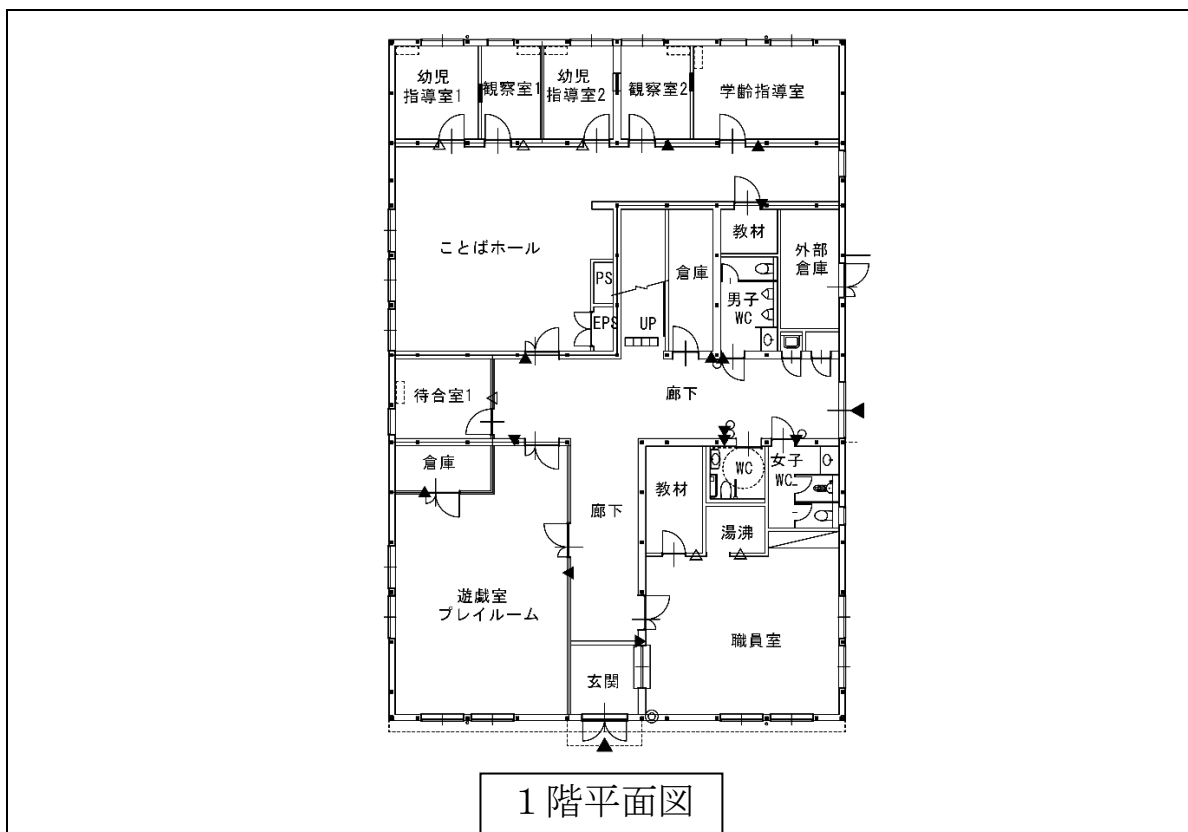 幼児
指導室1
観察室1
幼児
指導室2
観察室2
学齢指導室
ことばホール
PS
EPS
UP
倉庫
教材
男子
WC
外部
倉庫
待合室1
廊下
倉庫
廊下
教材
WC
女子
WC
湯沸
遊戯室
プレイルーム
職員室
玄関
1階平面図